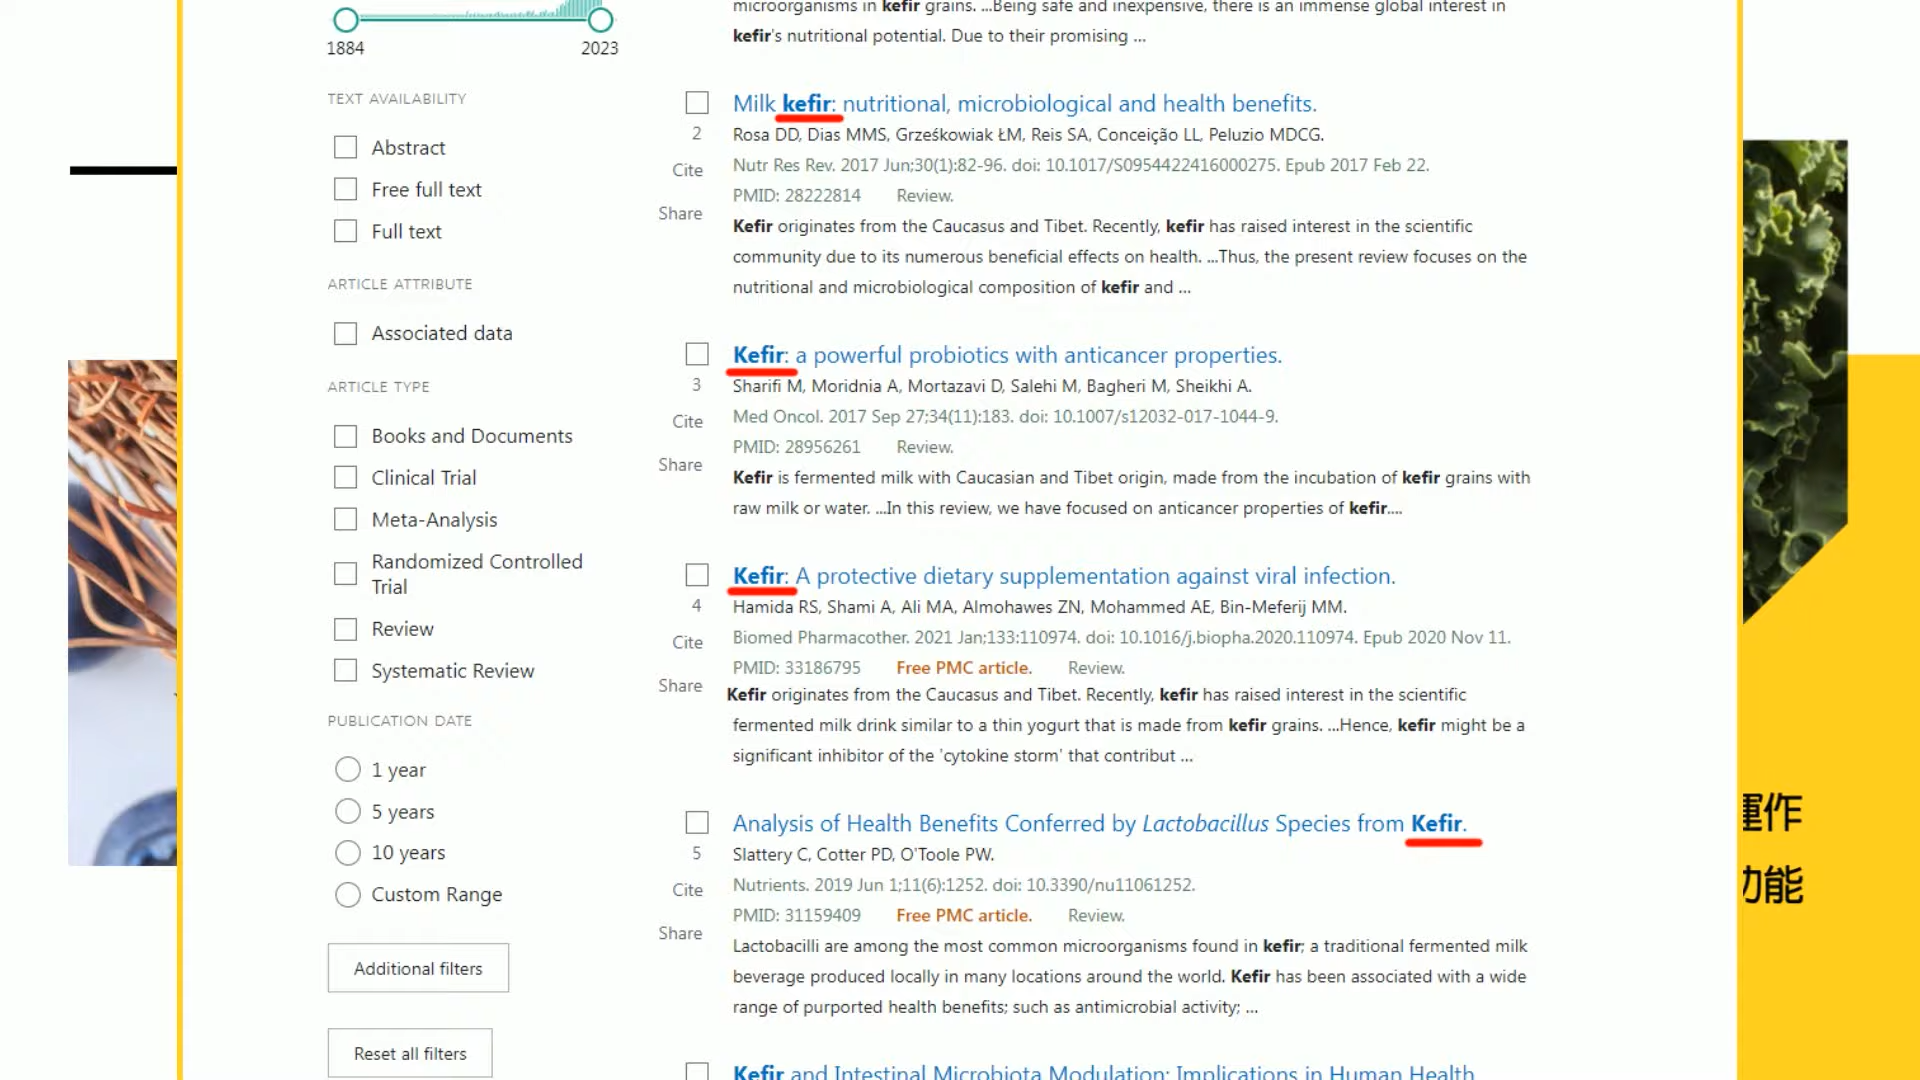 microorganisms in kefir grains. ...Being safe and inexpensive, there is an immense global interest in
kefir's nutritional potential. Due to their promising ...
1884
2023
TEXT AVAILABILITY
Abstract
Free full text
Full text
ARTICLE ATTRIBUTE
Associated data
ARTICLE TYPE
Books and Documents
Clinical Trial
Meta-Analysis
Randomized Controlled
Trial
Review
Systematic Review
PUBLICATION DATE
1 year
5 years
10 years
Custom Range
Additional filters
Reset all filters
Milk kefir: nutritional, microbiological and health benefits.
2
Rosa DD, Dias MMS, Grześkowiak ŁM, Reis SA, Conceição LL, Peluzio MDCG.
Cite
Nutr Res Rev. 2017 Jun;30(1):82-96. doi: 10.1017/S0954422416000275. Epub 2017 Feb 22.
PMID: 28222814 Review.
Share
Kefir originates from the Caucasus and Tibet. Recently, kefir has raised interest in the scientific
community due to its numerous beneficial effects on health. ...Thus, the present review focuses on the
nutritional and microbiological composition of kefir and ...
Kefir: a powerful probiotics with anticancer properties.
3
Sharifi M, Moridnia A, Mortazavi D, Salehi M, Bagheri M, Sheikhi A.
Cite
Med Oncol. 2017 Sep 27;34(11):183. doi: 10.1007/s12032-017-1044-9.
PMID: 28956261 Review.
Share
Kefir is fermented milk with Caucasian and Tibet origin, made from the incubation of kefir grains with
raw milk or water. ...In this review, we have focused on anticancer properties of kefir....
Kefir: A protective dietary supplementation against viral infection.
4
Hamida RS, Shami A, Ali MA, Almohawes ZN, Mohammed AE, Bin-Meferij MM.
Cite
Biomed Pharmacother. 2021 Jan;133:110974. doi: 10.1016/j.biopha.2020.110974. Epub 2020 Nov 11.
PMID: 33186795 Free PMC article. Review.
Share
Kefir originates from the Caucasus and Tibet. Recently, kefir has raised interest in the scientific
fermented milk drink similar to a thin yogurt that is made from kefir grains. ...Hence, kefir might be a
significant inhibitor of the 'cytokine storm' that contribut ...
Analysis of Health Benefits Conferred by Lactobacillus Species from Kefir.
5
Slattery C, Cotter PD, O'Toole PW.
Cite
Nutrients. 2019 Jun 1;11(6):1252. doi: 10.3390/nu11061252.
PMID: 31159409 Free PMC article. Review.
Share
Lactobacilli are among the most common microorganisms found in kefir; a traditional fermented milk
beverage produced locally in many locations around the world. Kefir has been associated with a wide
range of purported health benefits; such as antimicrobial activity; ...
Kefir and Intestinal Microbiota Modulation: Implications in Human Health
運作
功能